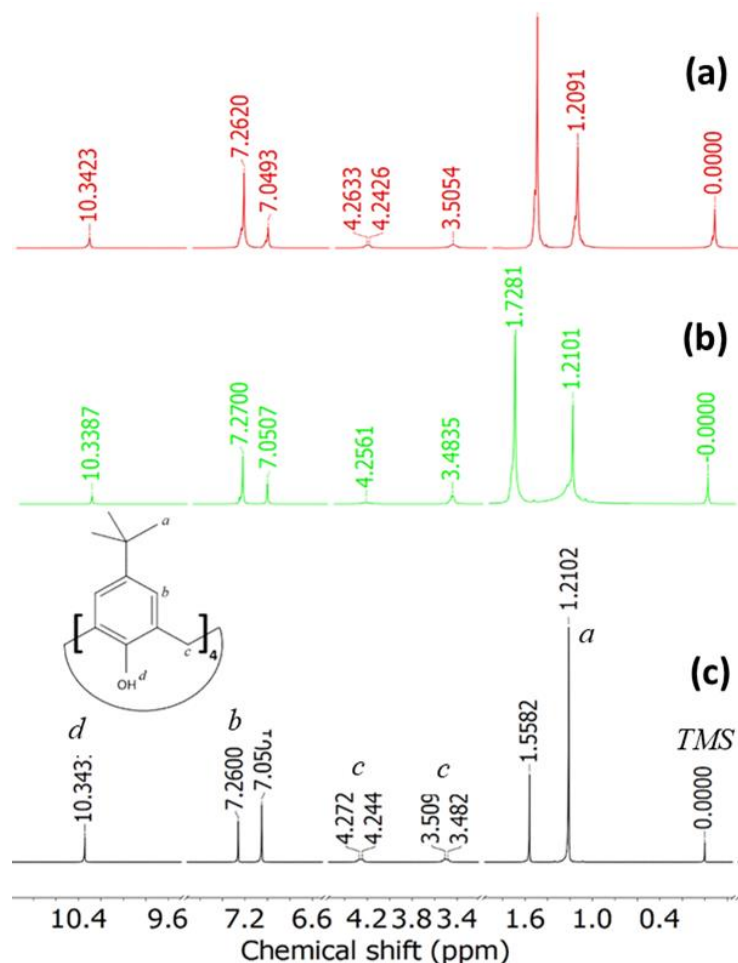 (a)
10.3423
7.2620
7.0493
4.2633
4.2426
3.5054
1.2091
0.0000
(b)
10.3387
7.2700
7.0507
4.2561
3.4835
1.7281
1.2101
0.0000
a
b
[ ]4
c
OH d
(c)
d
b
c
c
a
TMS
7.2600
4.272
4.244
3.509
3.482
1.5582
1.2102
0.0000
10.4 9.6 7.2 6.6 4.2 3.8 3.4 1.6 1.0 0.4
Chemical shift (ppm)